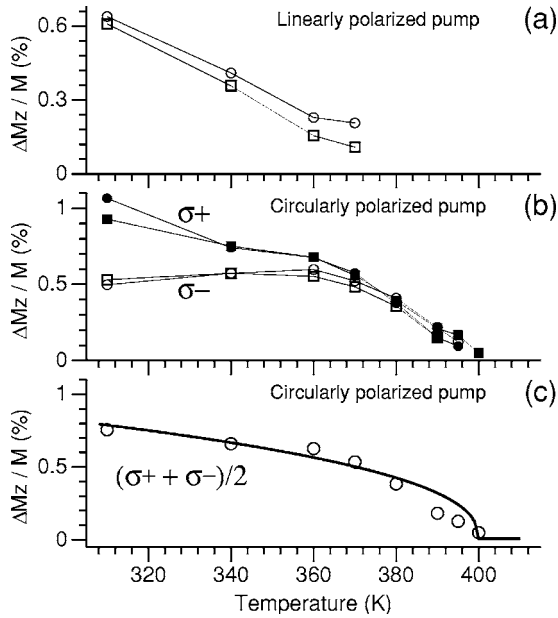 Linearly polarized pump
(a)
0.6
0.3
0
ΔMz / M (%)
Circularly polarized pump
(b)
1
0.5
0
ΔMz / M (%)
σ+
σ−
Circularly polarized pump
(c)
1
0.5
0
ΔMz / M (%)
(σ+ + σ−)/2
320 340 360 380 400
Temperature (K)